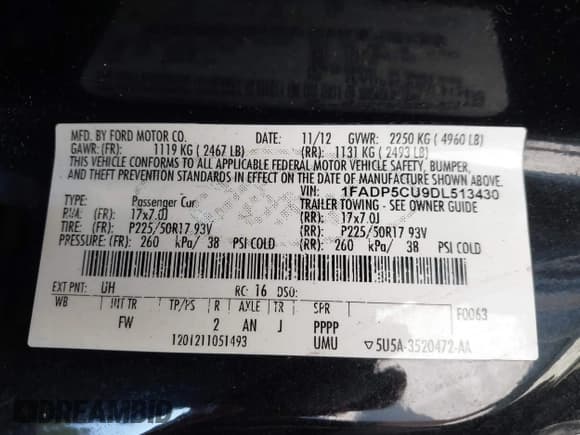 MFD. BY FORD MOTOR CO. DATE: 11/12 GVWR: 2250 KG ( 4960 LB)
GAWR: (FR): 1119 KG ( 2467 LB) (RR): 1131 KG ( 2493 LB)
THIS VEHICLE CONFORMS TO ALL APPLICABLE FEDERAL MOTOR VEHICLE SAFETY, BUMPER,
AND THEFT PREVENTION STANDARDS IN EFFECT ON THE DATE OF MANUFACTURE SHOWN ABOVE.
VIN: 1FADP5CU9DL513430
TYPE: Passenger Car TRAILER TOWING - SEE OWNER GUIDE
RIM: (FR): 17x7.0J (RR): 17x7.0J
TIRE: (FR): P225/50R17 93V (RR): P225/50R17 93V
PRESSURE: (FR): 260 kPa/ 38 PSI COLD (RR): 260 kPa/ 38 PSI COLD
EXT PNT: UH RC: 16 DSO: F0063
WB INT TR TP/PS R AXLE TR SPR
FW 2 AN J PPPP
120121105149​3 UMU ▽5U5A-3520472-AA
DREAMBID